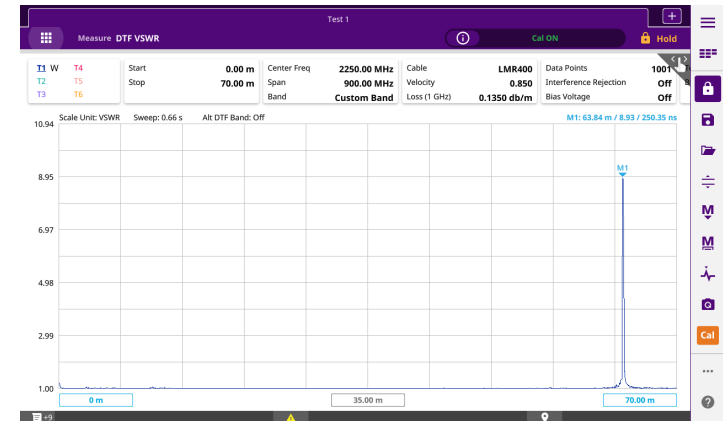 Test 1
Measure DTF VSWR
Cal ON
Hold
T1 W T4
T2 T5
T3 T6
Start 0.00 m
Stop 70.00 m
Center Freq 2250.00 MHz
Span 900.00 MHz
Band Custom Band
Cable LMR400
Velocity 0.850
Loss (1 GHz) 0.1350 db/m
Data Points 1001
Interference Rejection Off
Bias Voltage Off
Scale Unit: VSWR Sweep: 0.66 s Alt DTF Band: Off M1: 63.84 m / 8.93 / 250.35 ns
10.94
M1
8.95
6.97
4.98
2.99
1.00
0 m 35.00 m 70.00 m
+9
M
M
Cal